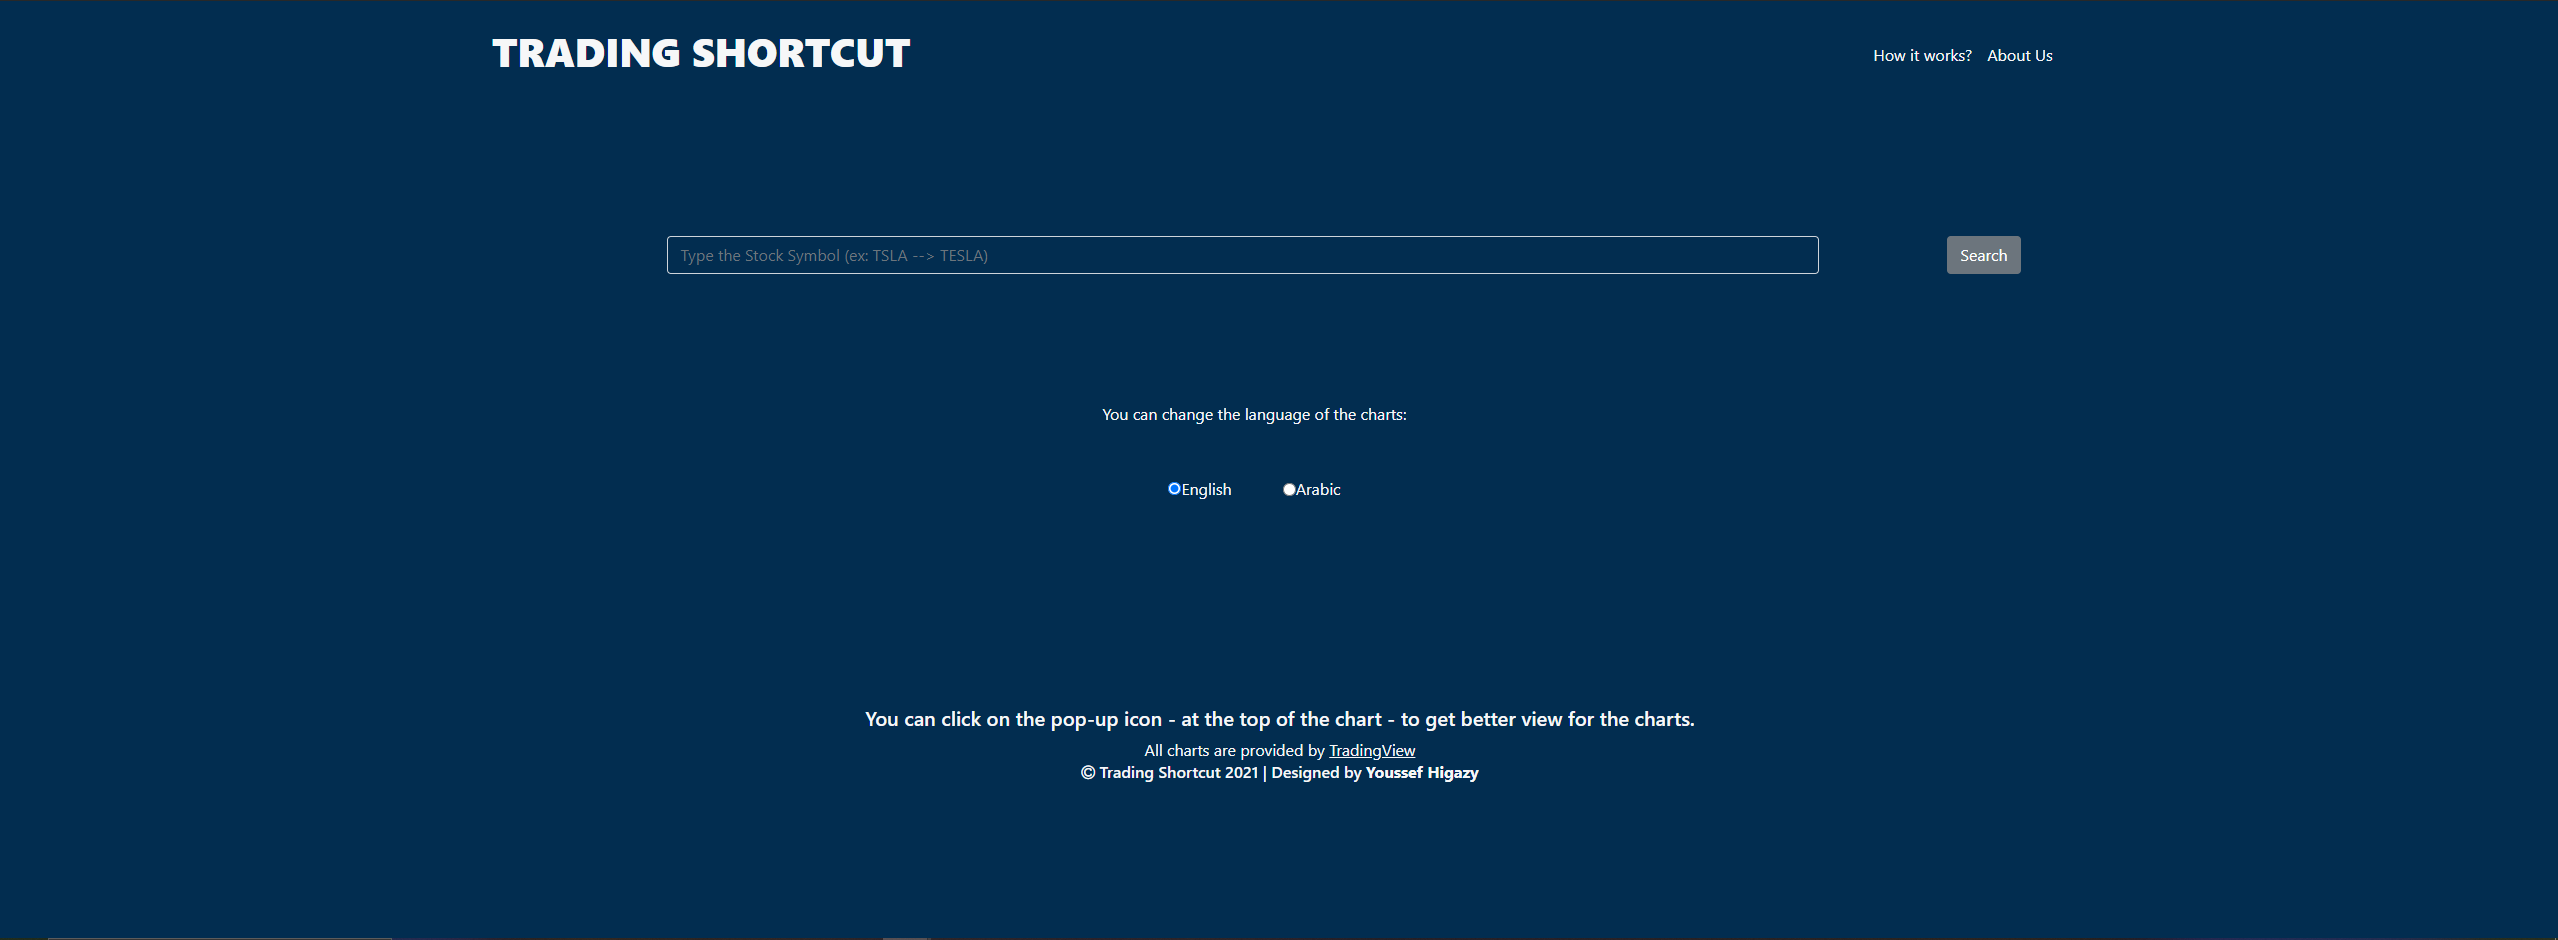 TRADING SHORTCUT
How it works? About Us
Type the Stock Symbol (ex: TSLA --> TESLA)
Search
You can change the language of the charts:
English Arabic
You can click on the pop-up icon - at the top of the chart - to get better view for the charts.
All charts are provided by TradingView
© Trading Shortcut 2021 | Designed by Youssef Higazy